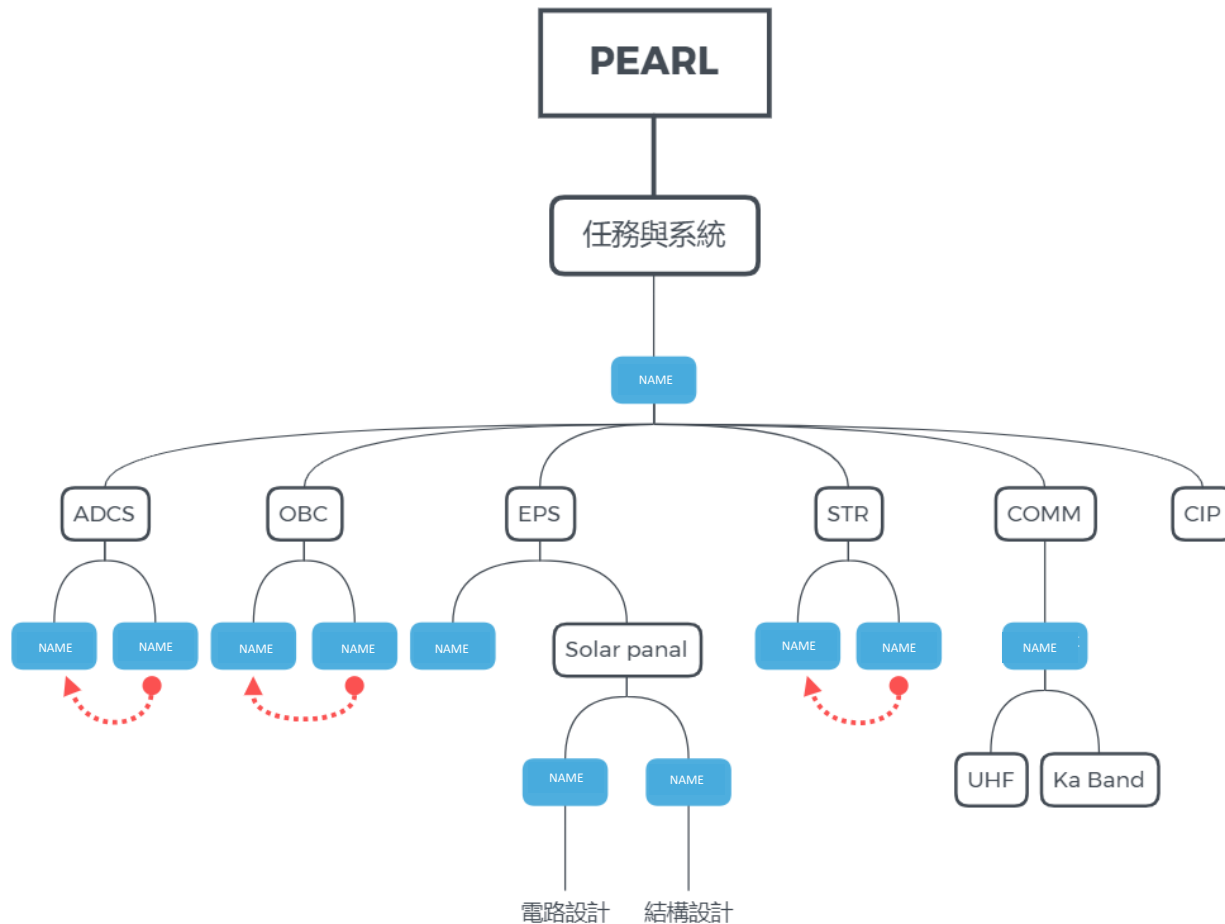 PEARL
任務與系統
NAME
ADCS
OBC
EPS
STR
COMM
CIP
NAME
NAME
NAME
NAME
NAME
Solar panal
NAME
NAME
NAME
NAME
NAME
UHF
Ka Band
電路設計
結構設計